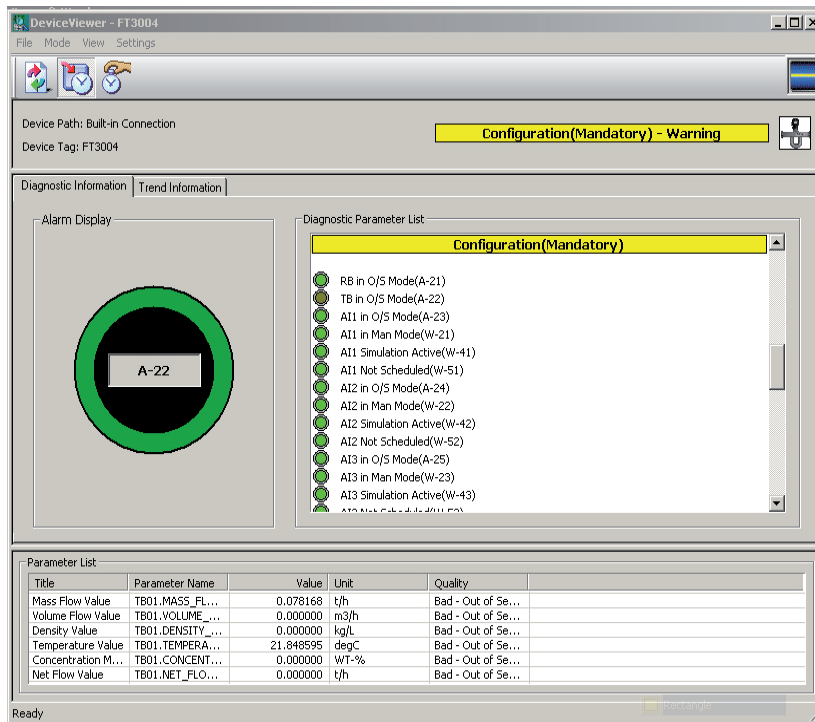 DeviceViewer - FT3004
File Mode View Settings
Device Path: Built-in Connection
Device Tag: FT3004
Configuration(Mandatory) - Warning
Diagnostic Information Trend Information
Alarm Display
A-22
Diagnostic Parameter List
Configuration(Mandatory)
RB in O/S Mode(A-21)
TB in O/S Mode(A-22)
AI1 in O/S Mode(A-23)
AI1 in Man Mode(W-21)
AI1 Simulation Active(W-41)
AI1 Not Scheduled(W-51)
AI2 in O/S Mode(A-24)
AI2 in Man Mode(W-22)
AI2 Simulation Active(W-42)
AI2 Not Scheduled(W-52)
AI3 in O/S Mode(A-25)
AI3 in Man Mode(W-23)
AI3 Simulation Active(W-43)
Parameter List
Title Parameter Name Value Unit Quality
Mass Flow Value TB01.MASS_FL... 0.078168 t/h Bad - Out of Se...
Volume Flow Value TB01.VOLUME_... 0.000000 m3/h Bad - Out of Se...
Density Value TB01.DENSITY_... 0.000000 kg/L Bad - Out of Se...
Temperature Value TB01.TEMPERA... 21.848595 degC Bad - Out of Se...
Concentration M... TB01.CONCENT... 0.000000 WT-% Bad - Out of Se...
Net Flow Value TB01.NET_FLO... 0.000000 t/h Bad - Out of Se...
Rectangle
Ready